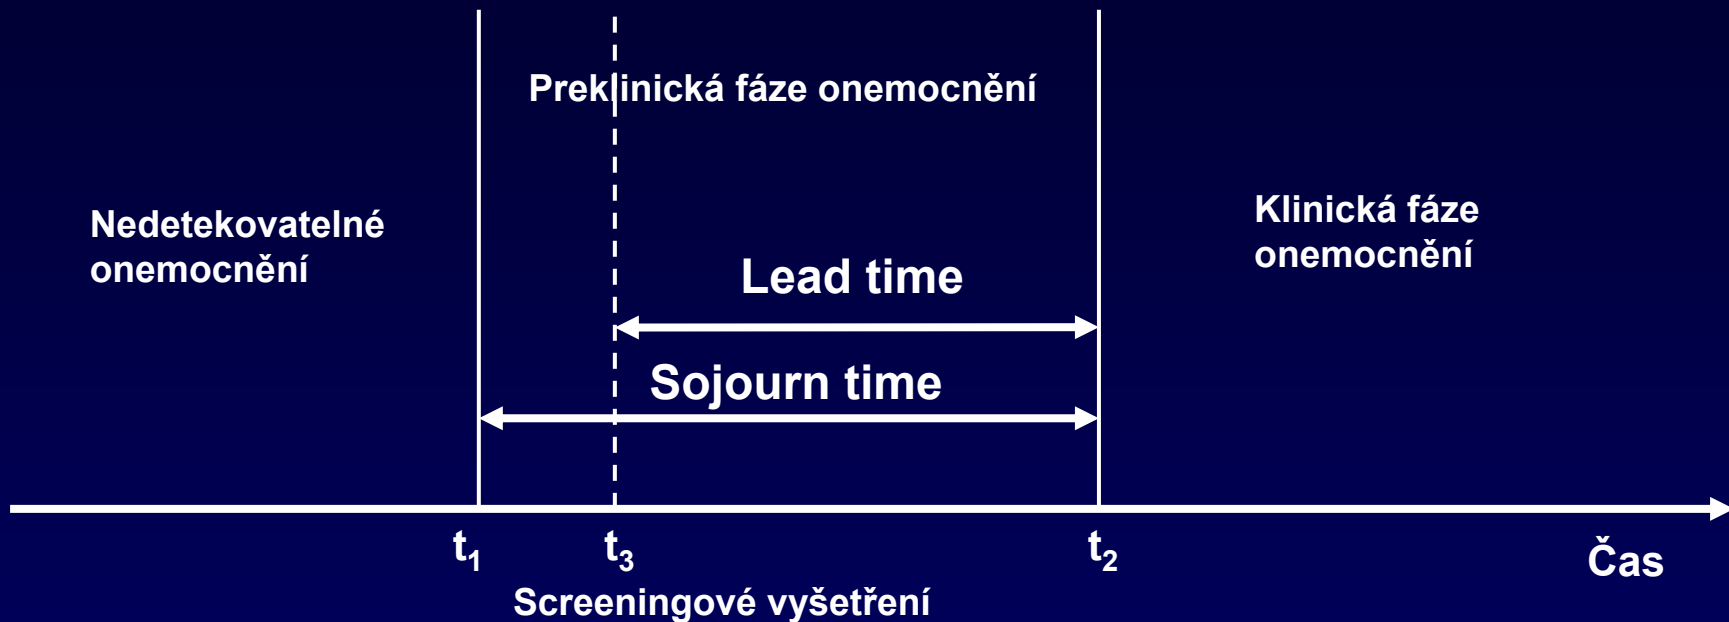 Preklinická fáze onemocnění
Nedetekovatelné
onemocnění
Klinická fáze
onemocnění
Lead time
Sojourn time
t₁
t₃
t₂
Čas
Screeningové vyšetření